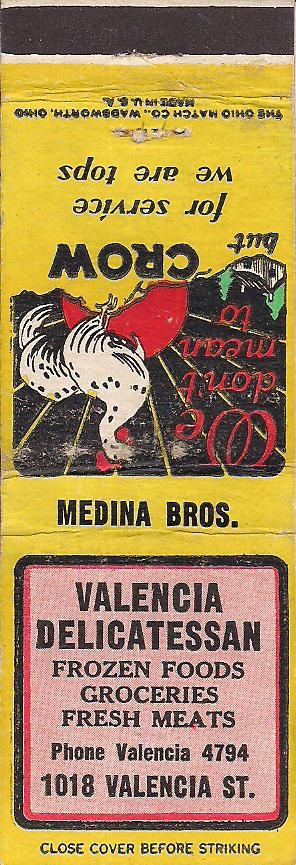 THE OHIO MATCH CO., WADSWORTH, OHIO
MADE IN U.S.A.
We
don't
mean
to
CROW
but
for service
we are tops
MEDINA BROS.
VALENCIA
DELICATESSAN
FROZEN FOODS
GROCERIES
FRESH MEATS
Phone Valencia 4794
1018 VALENCIA ST.
CLOSE COVER BEFORE STRIKING